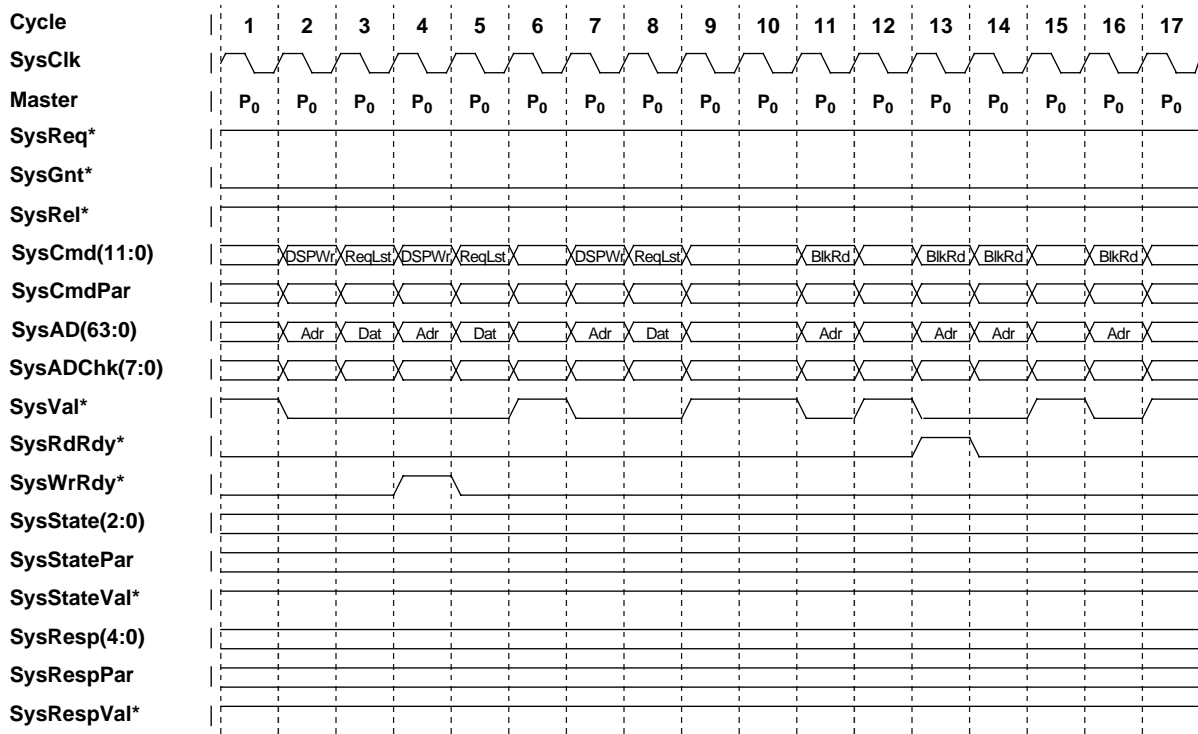 Cycle | 1 2 3 4 5 6 7 8 9 10 11 12 13 14 15 16 17
SysClk |
Master | P0 P0 P0 P0 P0 P0 P0 P0 P0 P0 P0 P0 P0 P0 P0 P0 P0
SysReq* |
SysGnt* |
SysRel* |
SysCmd(11:0) | DSPWr ReqLst DSPWr ReqLst DSPWr ReqLst BlkRd BlkRd BlkRd BlkRd
SysCmdPar |
SysAD(63:0) | Adr Dat Adr Dat Adr Dat Adr Adr Adr Adr
SysADChk(7:0) |
SysVal* |
SysRdRdy* |
SysWrRdy* |
SysState(2:0) |
SysStatePar |
SysStateVal* |
SysResp(4:0) |
SysRespPar |
SysRespVal* |